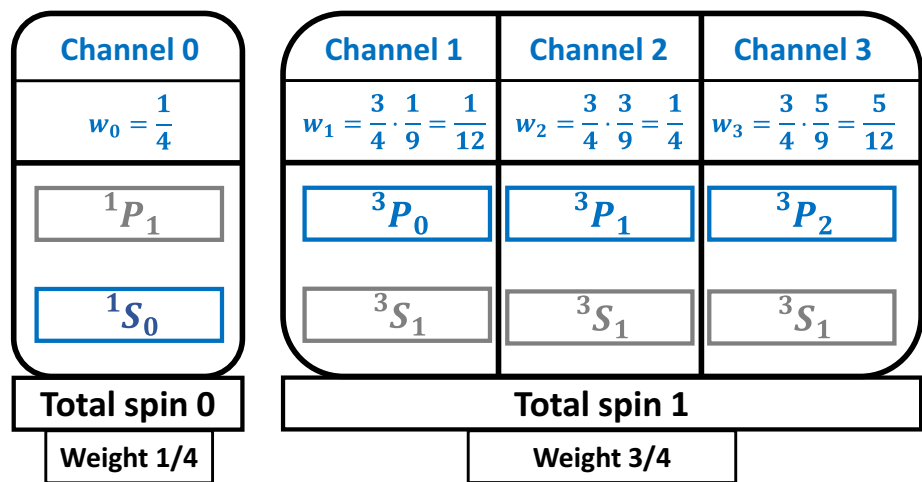 Channel 0
Channel 1
Channel 2
Channel 3
w₀ = 1/4
w₁ = 3/4 · 1/9 = 1/12
w₂ = 3/4 · 3/9 = 1/4
w₃ = 3/4 · 5/9 = 5/12
¹P₁
³P₀
³P₁
³P₂
¹S₀
³S₁
³S₁
³S₁
Total spin 0
Total spin 1
Weight 1/4
Weight 3/4